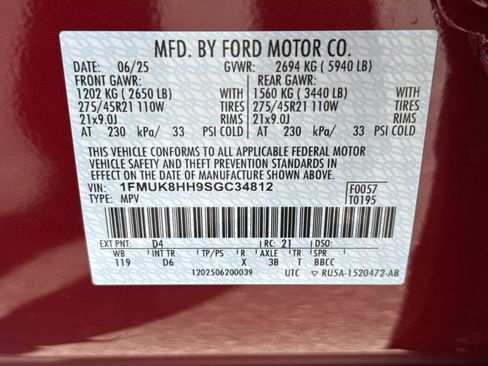 MFD. BY FORD MOTOR CO.
DATE: 06/25 GVWR: 2694 KG ( 5940 LB)
FRONT GAWR: REAR GAWR:
1202 KG ( 2650 LB) 1560 KG ( 3440 LB)
275/45R21 110W TIRES 275/45R21 110W TIRES
21x9.0J RIMS 21x9.0J RIMS
AT 230 kPa/ 33 PSI COLD AT 230 kPa/ 33 PSI COLD
THIS VEHICLE CONFORMS TO ALL APPLICABLE FEDERAL MOTOR
VEHICLE SAFETY AND THEFT PREVENTION STANDARDS IN
EFFECT ON THE DATE OF MANUFACTURE SHOWN ABOVE.
VIN: 1FMUK8HH9SGC34812 F0057
TYPE: MPV T0195
EXT PNT: D4 RC: 21 DSO:
WB INT TR TP/PS R AXLE TR T
119 D6 X 3B T BBCC
1202506200039 UTC ▽ RU5A-1520472-AB